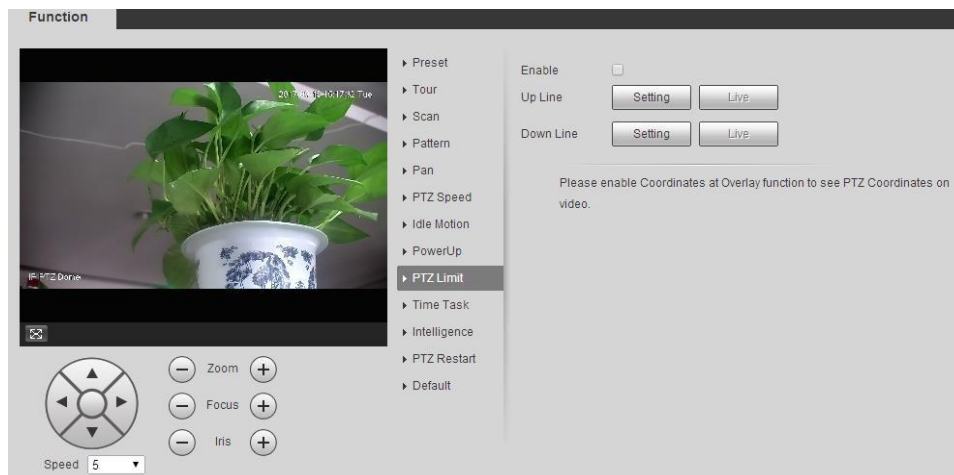 Function
Tue
IP PTZ Dome
Preset
Tour
Scan
Pattern
Pan
PTZ Speed
Idle Motion
PowerUp
PTZ Limit
Time Task
Intelligence
PTZ Restart
Default
Enable
Up Line Setting Live
Down Line Setting Live
Please enable Coordinates at Overlay function to see PTZ Coordinates on
video.
Zoom
Focus
Iris
Speed 5